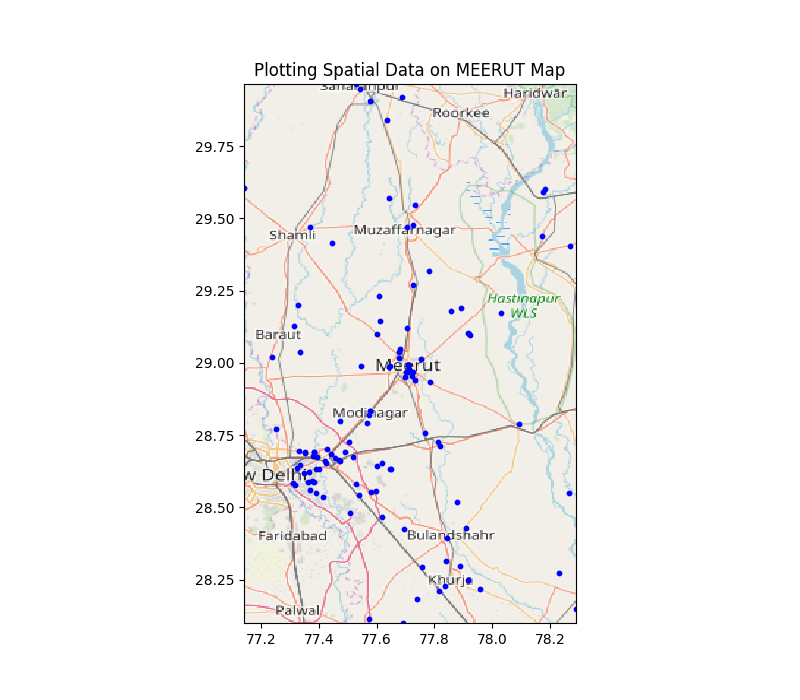 Plotting Spatial Data on MEERUT Map
Haridwar
Roorkee
29.75
29.50
Shamli
Muzaffarnagar
29.25
Hastinapur
WLS
Baraut
29.00
Meerut
28.75
Modinagar
w Delhi
28.50
Faridabad
Bulandshahr
28.25
Khurja
Palwal
77.2 77.4 77.6 77.8 78.0 78.2